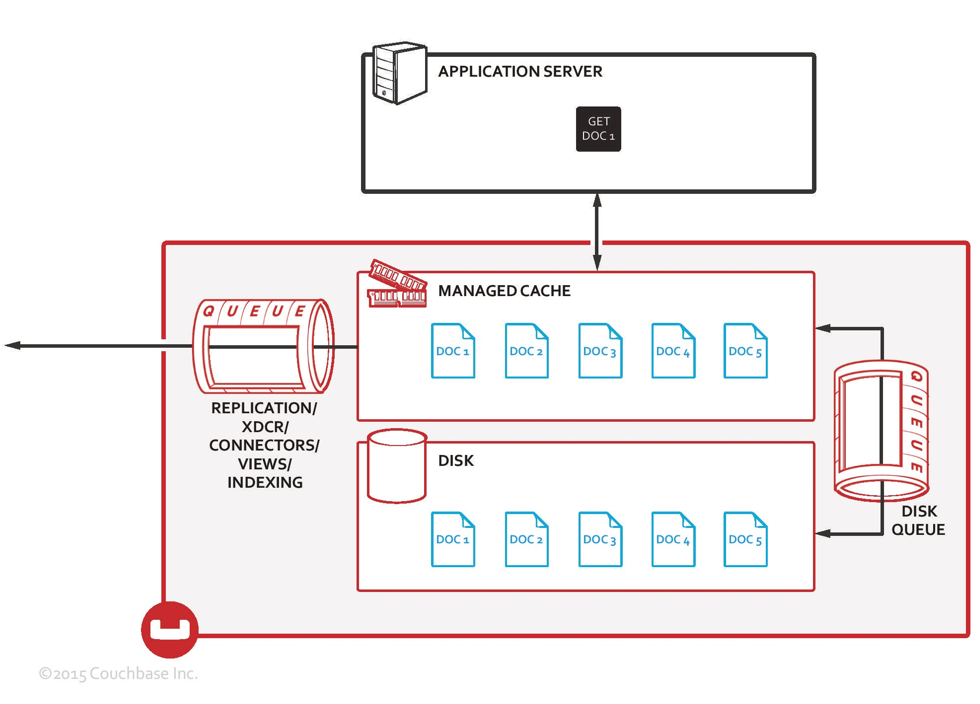 APPLICATION SERVER
GET
DOC 1
MANAGED CACHE
QUEUE
DOC 1
DOC 2
DOC 3
DOC 4
DOC 5
REPLICATION/
XDCR/
CONNECTORS/
VIEWS/
INDEXING
QUEUE
DISK
QUEUE
DISK
DOC 1
DOC 2
DOC 3
DOC 4
DOC 5
©2015 Couchbase Inc.